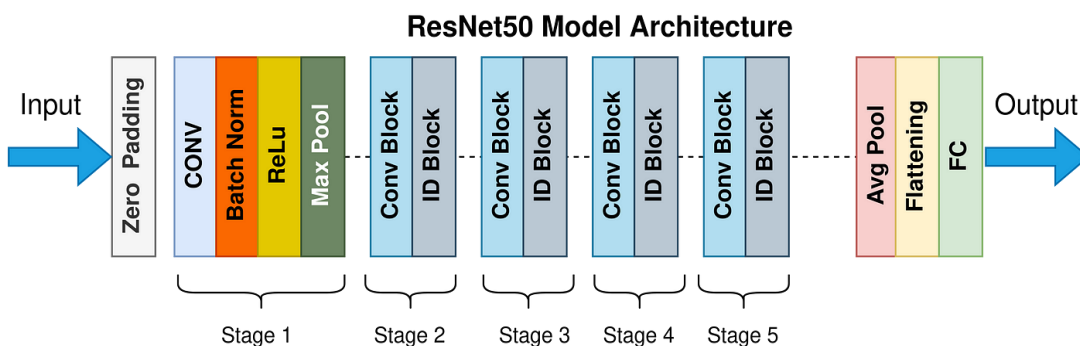 ResNet50 Model Architecture
Input
Zero Padding
CONV
Batch Norm
ReLu
Max Pool
Conv Block
ID Block
Conv Block
ID Block
Conv Block
ID Block
Conv Block
ID Block
Avg Pool
Flattening
FC
Output
Stage 1
Stage 2
Stage 3
Stage 4
Stage 5